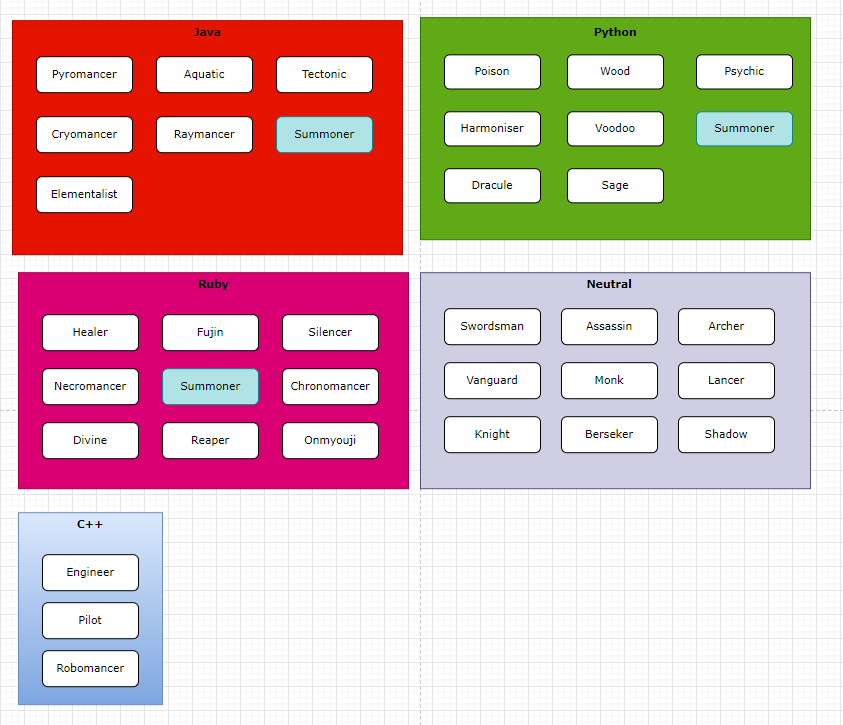 Java
Pyromancer
Aquatic
Tectonic
Cryomancer
Raymancer
Summoner
Elementalist
Python
Poison
Wood
Psychic
Harmoniser
Voodoo
Summoner
Dracule
Sage
Ruby
Healer
Fujin
Silencer
Necromancer
Summoner
Chronomancer
Divine
Reaper
Onmyouji
Neutral
Swordsman
Assassin
Archer
Vanguard
Monk
Lancer
Knight
Berseker
Shadow
C++
Engineer
Pilot
Robomancer